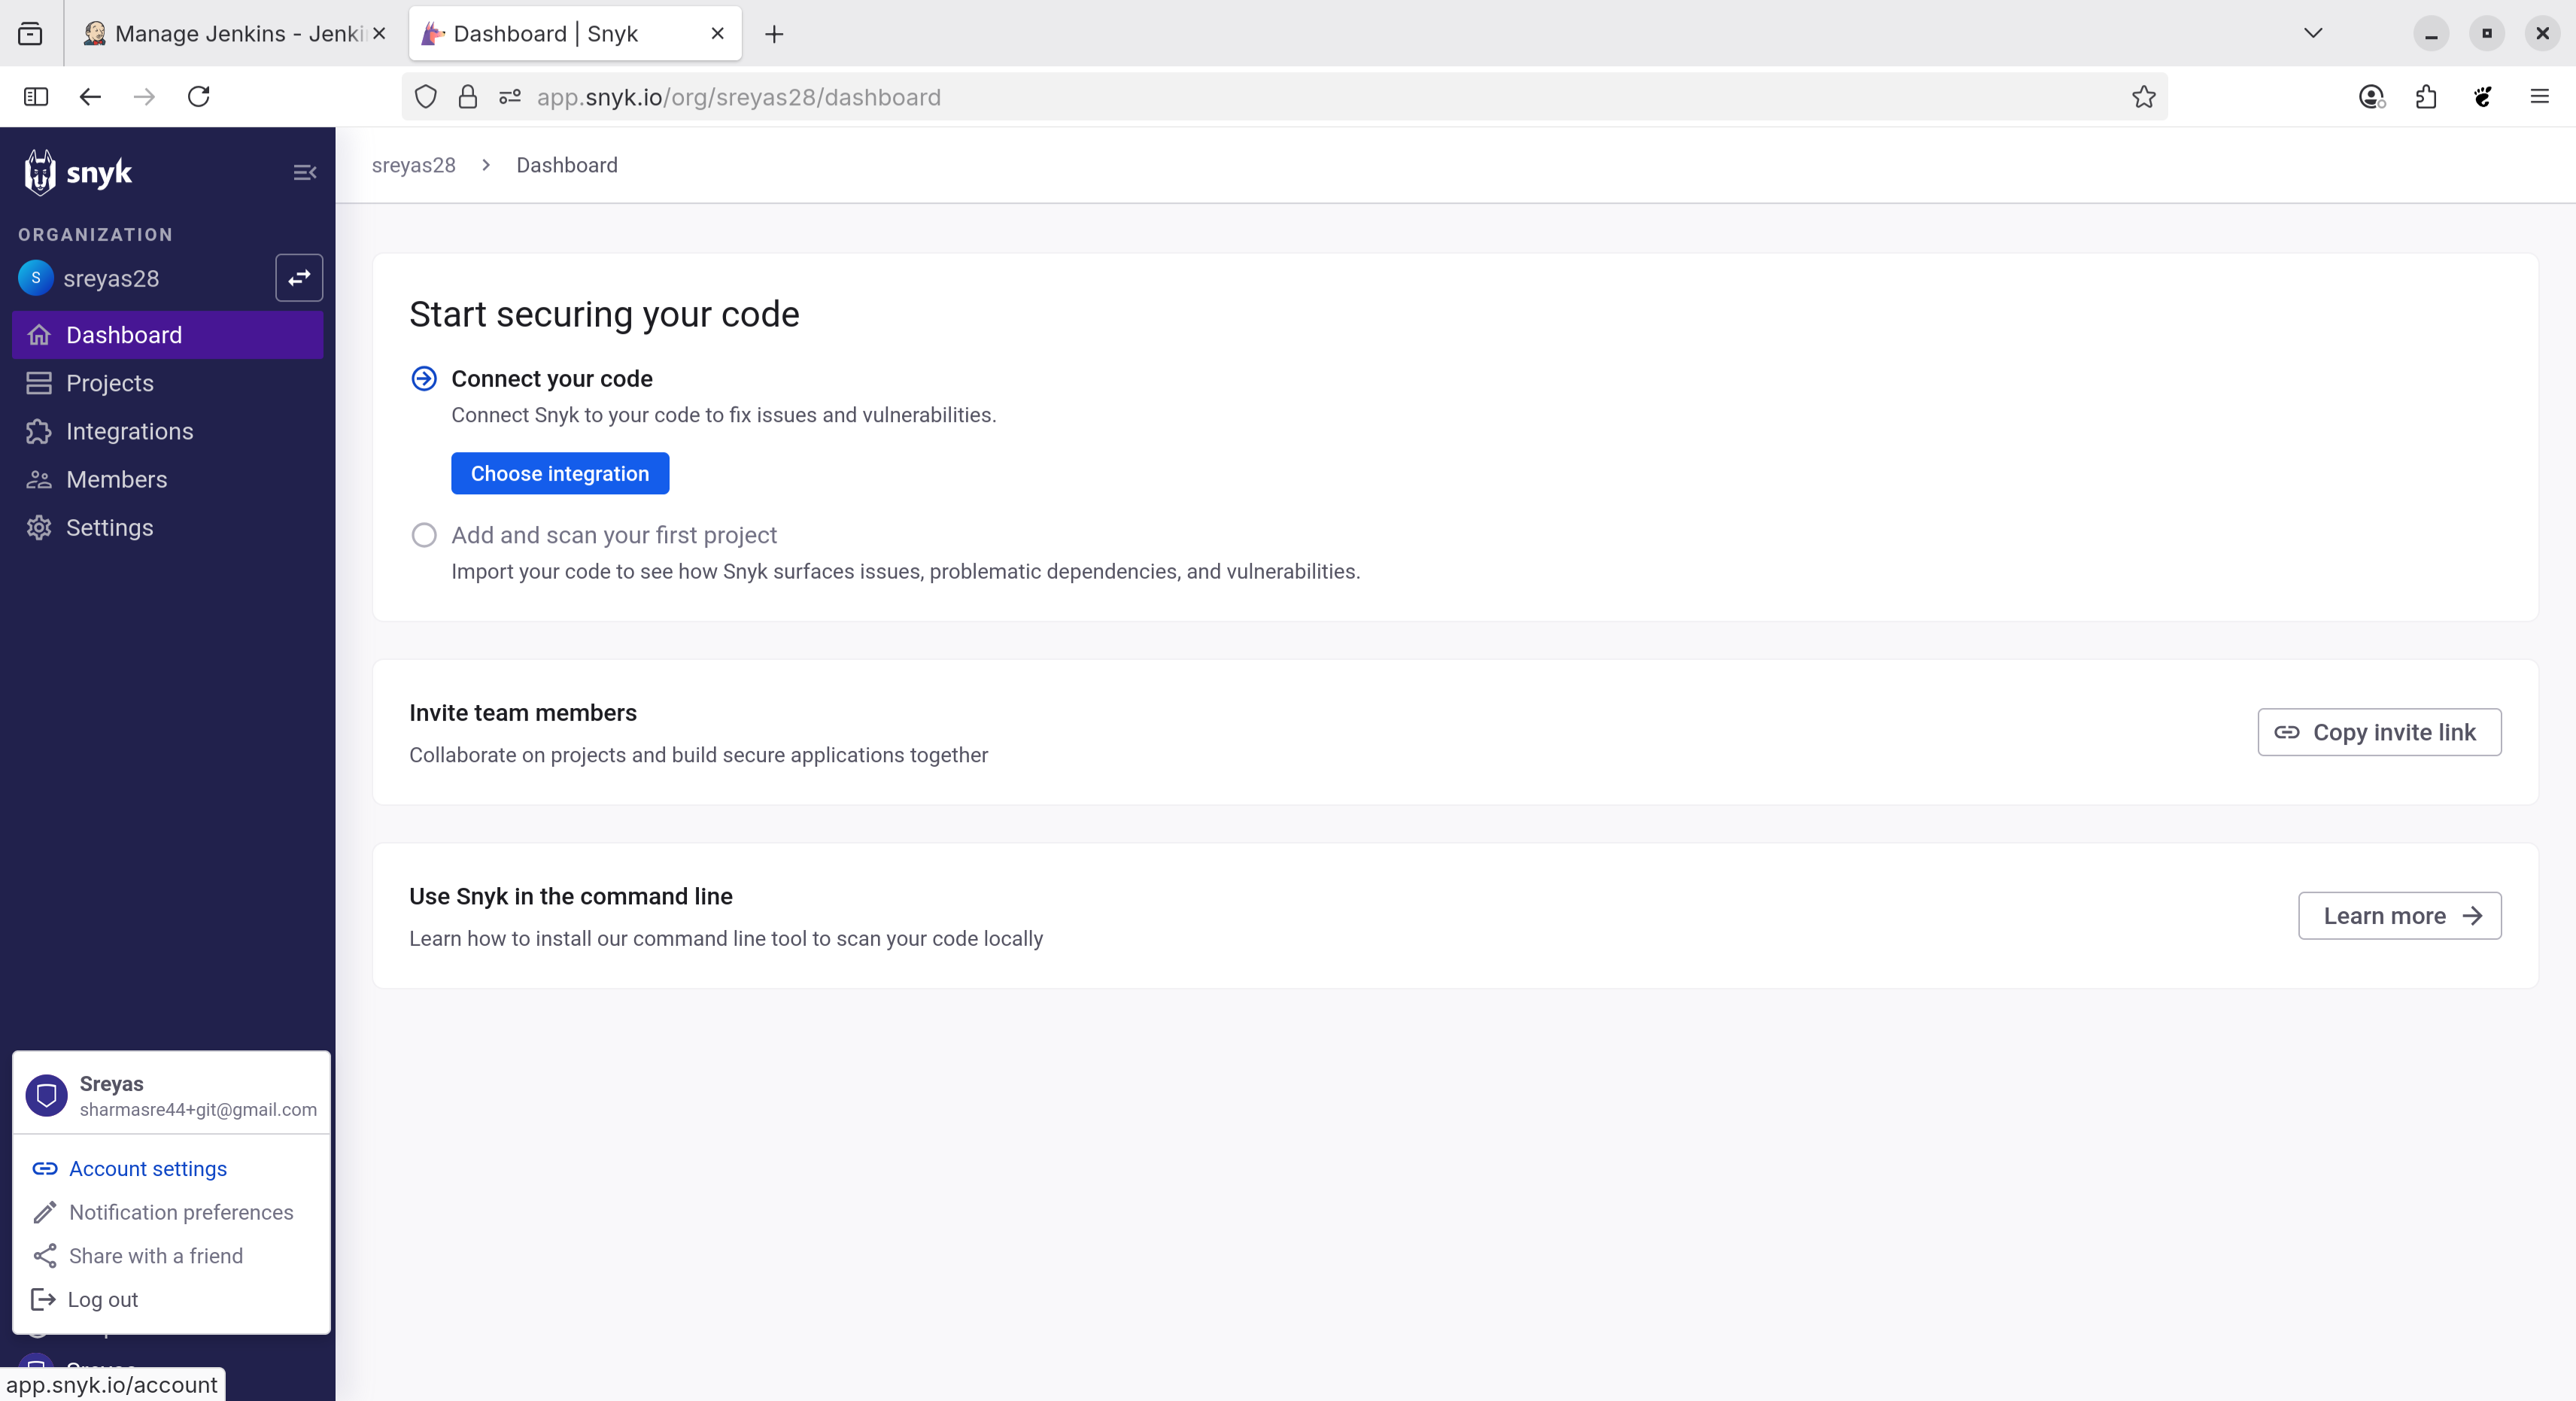 Manage Jenkins - Jenki
Dashboard | Snyk
app.snyk.io/org/sreyas28/dashboard
snyk
sreyas28 > Dashboard
ORGANIZATION
S sreyas28
Dashboard
Projects
Integrations
Members
Settings
Start securing your code
Connect your code
Connect Snyk to your code to fix issues and vulnerabilities.
Choose integration
Add and scan your first project
Import your code to see how Snyk surfaces issues, problematic dependencies, and vulnerabilities.
Invite team members
Collaborate on projects and build secure applications together
Copy invite link
Use Snyk in the command line
Learn how to install our command line tool to scan your code locally
Learn more
Sreyas
sharmasre44+git@gmail.com
Account settings
Notification preferences
Share with a friend
Log out
app.snyk.io/account